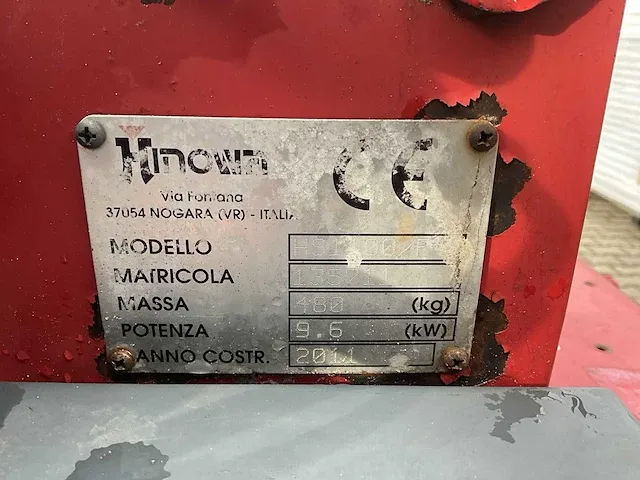 Hinowa
CE
Via Fontana
37054 NOGARA (VR) - ITALIA
MODELLO
MATRICOLA
MASSA 480 (kg)
POTENZA 9.6 (kW)
ANNO COSTR. 2011